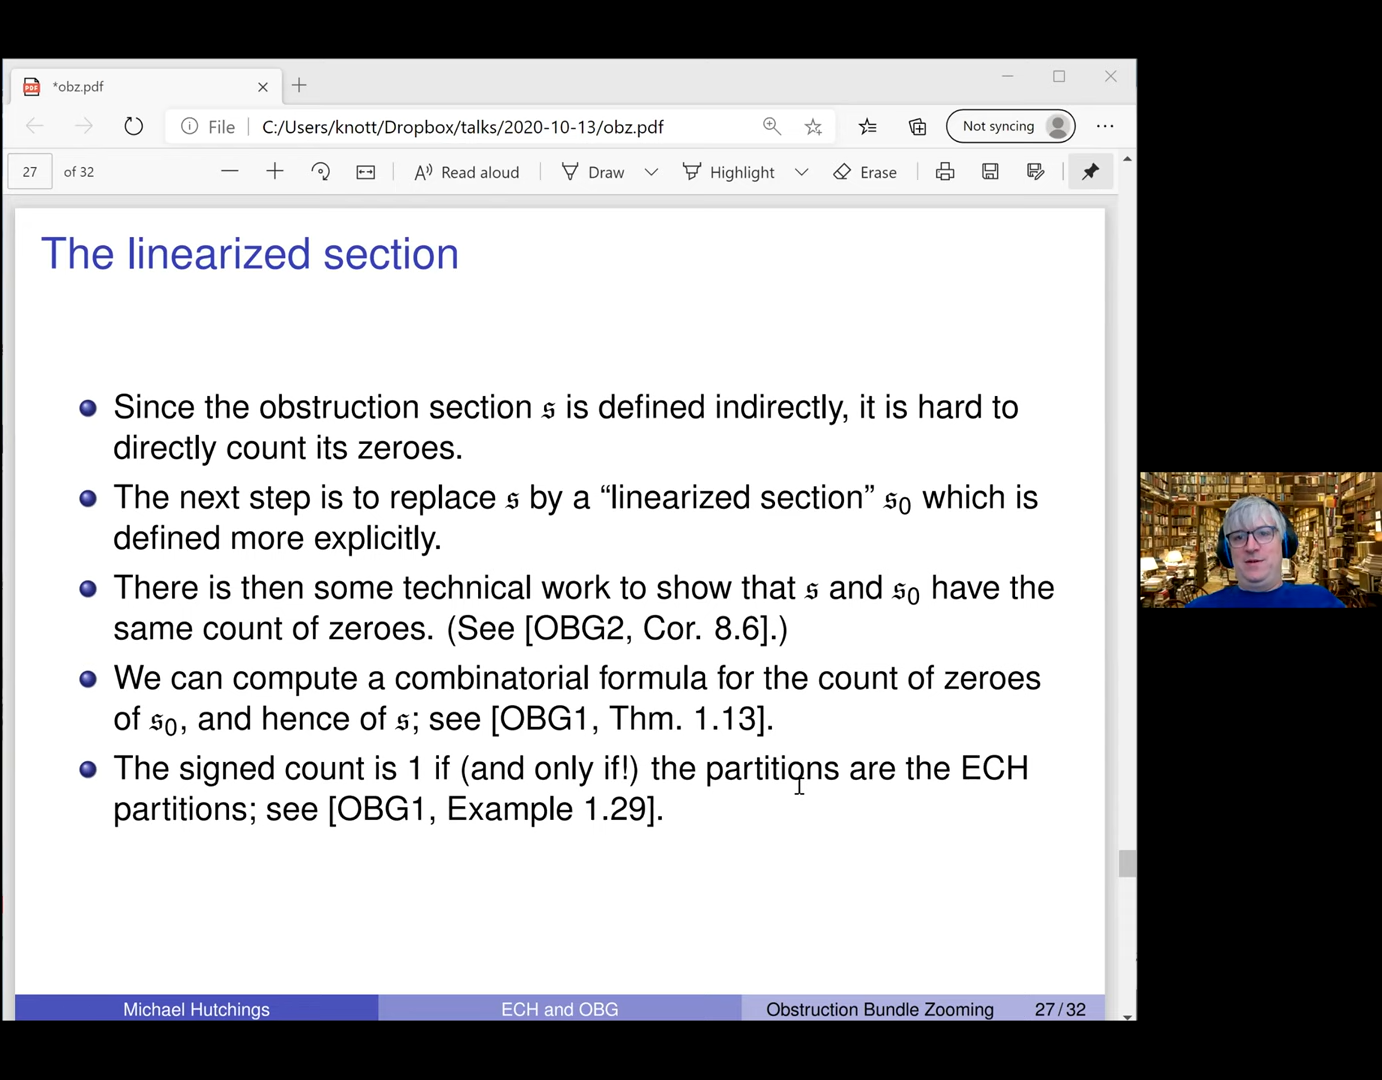 *obz.pdf
File C:/Users/knott/Dropbox/talks/2020-10-13/obz.pdf Not syncing
27 of 32 Read aloud Draw Highlight Erase
The linearized section
Since the obstruction section 𝔰 is defined indirectly, it is hard to
directly count its zeroes.
The next step is to replace 𝔰 by a “linearized section” 𝔰₀ which is
defined more explicitly.
There is then some technical work to show that 𝔰 and 𝔰₀ have the
same count of zeroes. (See [OBG2, Cor. 8.6].)
We can compute a combinatorial formula for the count of zeroes
of 𝔰₀, and hence of 𝔰; see [OBG1, Thm. 1.13].
The signed count is 1 if (and only if!) the partitions are the ECH
partitions; see [OBG1, Example 1.29].
Michael Hutchings ECH and OBG Obstruction Bundle Zooming 27/32